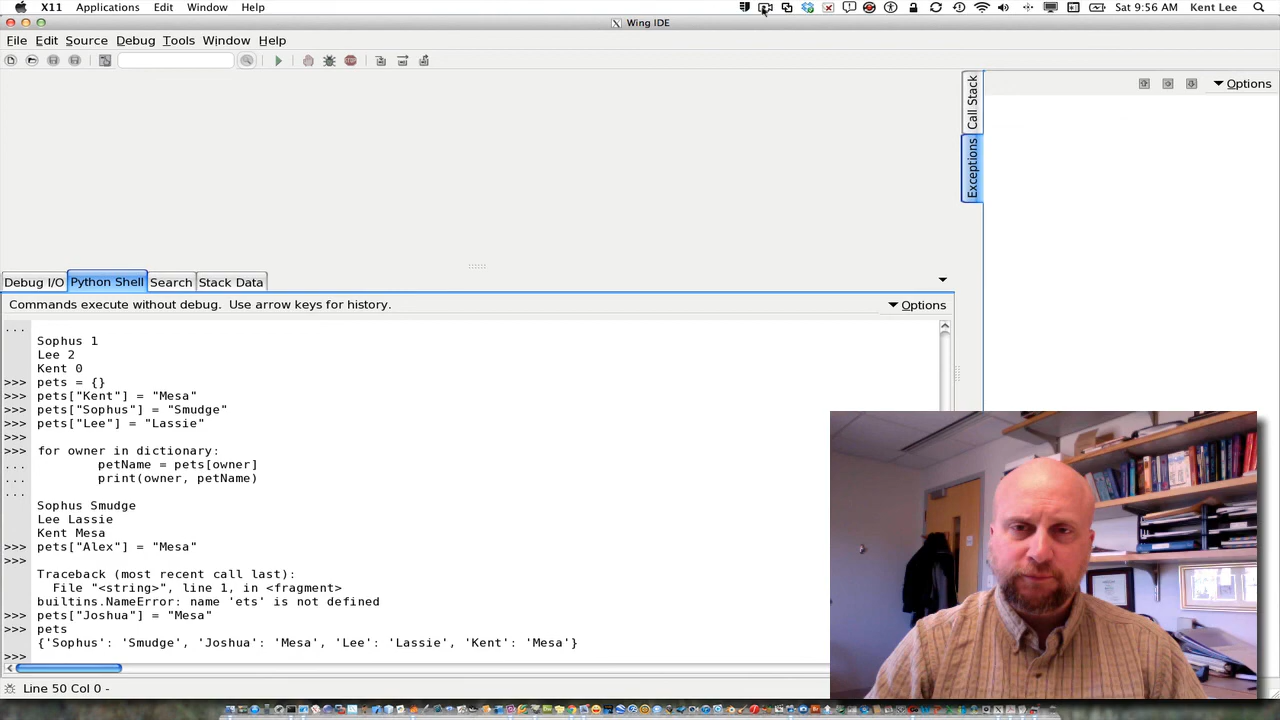 X11 Applications Edit Window Help Sat 9:56 AM Kent Lee
Wing IDE
File Edit Source Debug Tools Window Help
Options
Call Stack
Exceptions
Debug I/O Python Shell Search Stack Data
Commands execute without debug. Use arrow keys for history. Options
...
Sophus 1
Lee 2
Kent 0
>>> pets = {}
>>> pets["Kent"] = "Mesa"
>>> pets["Sophus"] = "Smudge"
>>> pets["Lee"] = "Lassie"
>>>
>>> for owner in dictionary:
... petName = pets[owner]
... print(owner, petName)
...
Sophus Smudge
Lee Lassie
Kent Mesa
>>> pets["Alex"] = "Mesa"
>>>
Traceback (most recent call last):
File "<string>", line 1, in <fragment>
builtins.NameError: name 'ets' is not defined
>>> pets["Joshua"] = "Mesa"
>>> pets
{'Sophus': 'Smudge', 'Joshua': 'Mesa', 'Lee': 'Lassie', 'Kent': 'Mesa'}
>>>
Line 50 Col 0 -